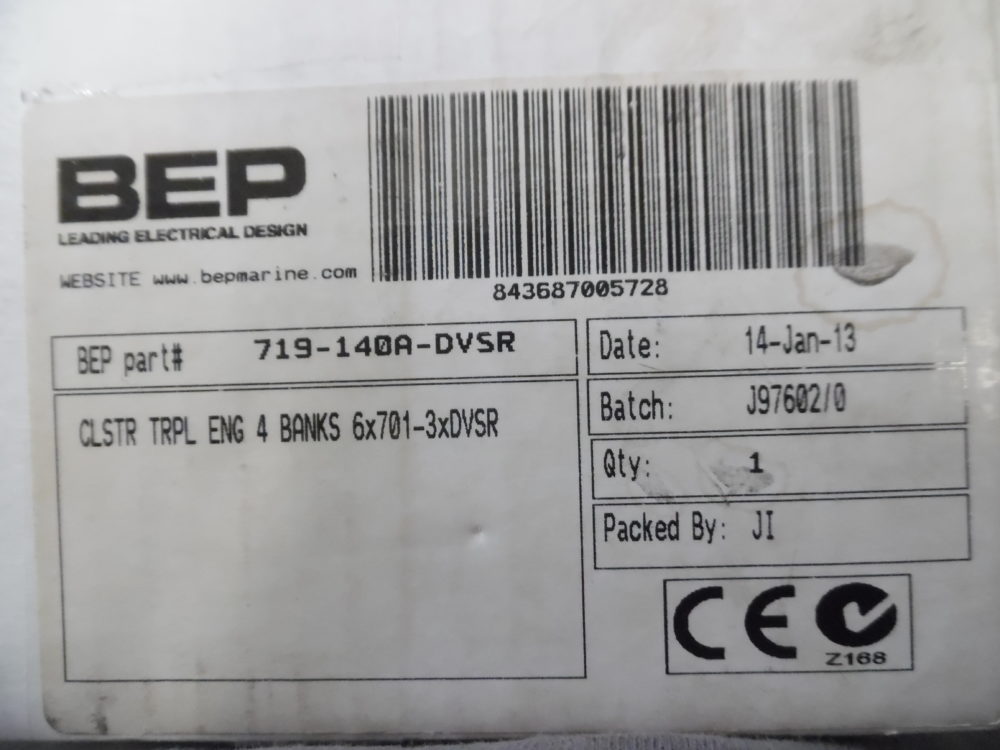 BEP
LEADING ELECTRICAL DESIGN
WEBSITE www.bepmarine.com
843687005728
BEP part# 719-140A-DVSR
CLSTR TRPL ENG 4 BANKS 6x701-3xDVSR
Date: 14-Jan-13
Batch: J97602/0
Qty: 1
Packed By: JI
CE
Z168